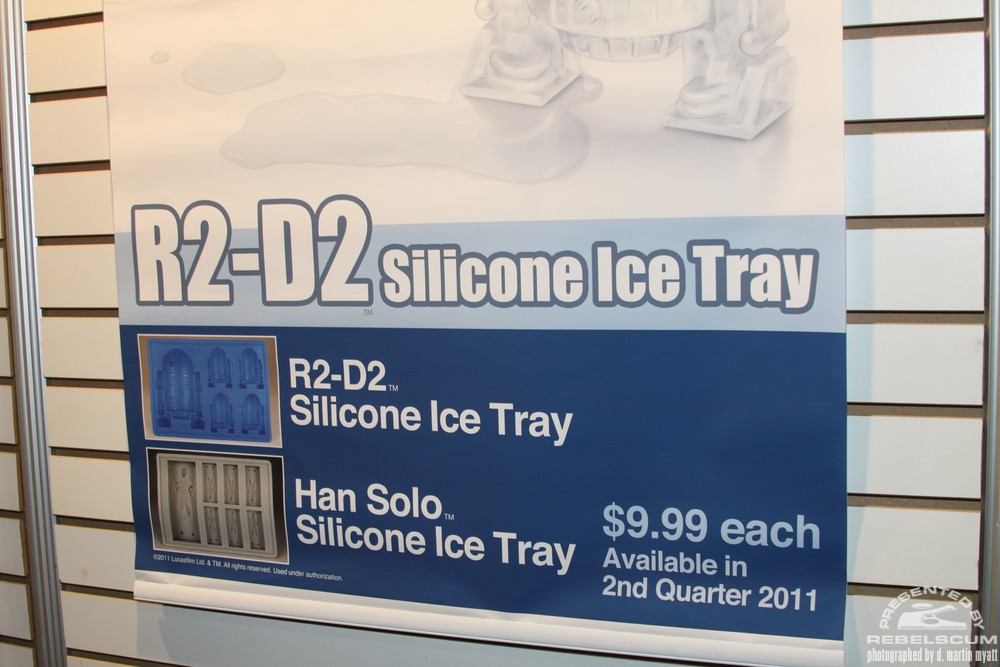 R2-D2™ Silicone Ice Tray
R2-D2™
Silicone Ice Tray
Han Solo™
Silicone Ice Tray
$9.99 each
Available in
2nd Quarter 2011
©2011 Lucasfilm Ltd. & TM. All rights reserved. Used under authorization.
PRESENTED BY
REBELSCUM
photographed by d. martin myatt